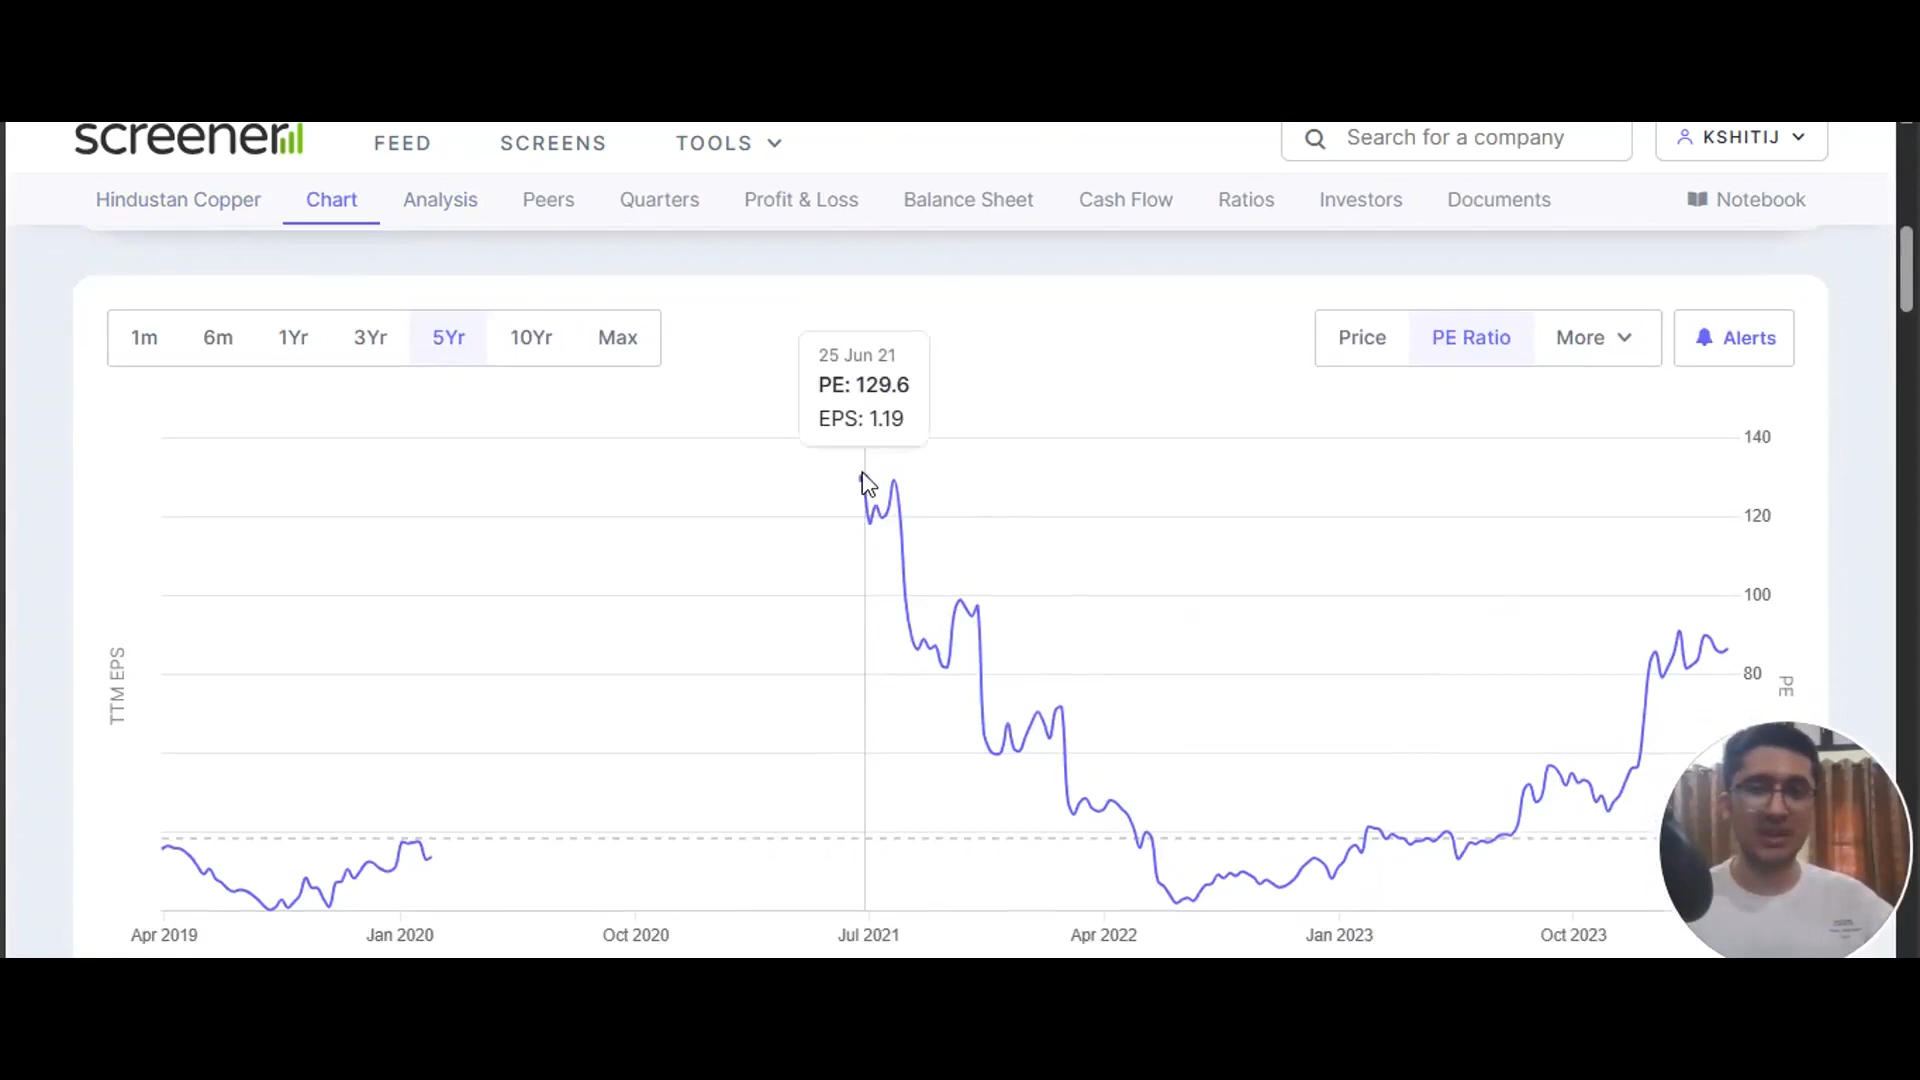 screener
FEED SCREENS TOOLS
Search for a company
KSHITIJ
Hindustan Copper Chart Analysis Peers Quarters Profit & Loss Balance Sheet Cash Flow Ratios Investors Documents Notebook
1m 6m 1Yr 3Yr 5Yr 10Yr Max
Price PE Ratio More Alerts
25 Jun 21
PE: 129.6
EPS: 1.19
140
120
100
80
TTM EPS
PE
Apr 2019 Jan 2020 Oct 2020 Jul 2021 Apr 2022 Jan 2023 Oct 2023